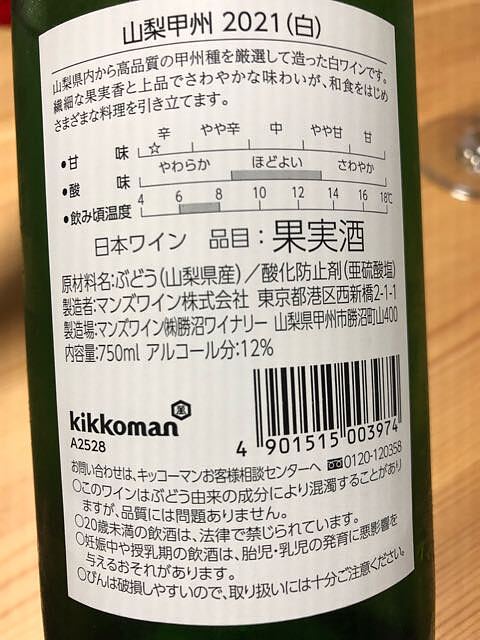 山梨甲州 2021(白)
山梨県内から高品質の甲州種を厳選して造った白ワインです。
繊細な果実香と上品でさわやかな味わいが、和食をはじめ
さまざまな料理を引き立てます。
辛 やや辛 中 やや甘 甘
●甘 味 ☆
やわらか ほどよい さわやか
●酸 味
4 6 8 10 12 14 16 18℃
●飲み頃温度
日本ワイン 品目：果実酒
原材料名:ぶどう(山梨県産)／酸化防止剤(亜硫酸塩)
製造者:マンズワイン株式会社 東京都港区西新橋2-1-1
製造場:マンズワイン㈱勝沼ワイナリー 山梨県甲州市勝沼町山400
内容量:750ml アルコール分:12%
kikkoman 萬
A2528
4 901515 003974
お問い合わせは、キッコーマンお客様相談センターへ 0120-120358
○このワインはぶどう由来の成分により混濁することがあり
ますが、品質には問題ありません。
○20歳未満の飲酒は、法律で禁じられています。
○妊娠中や授乳期の飲酒は、胎児・乳児の発育に悪影響を
与えるおそれがあります。
○びんは破損しやすいので、取り扱いには十分ご注意ください。